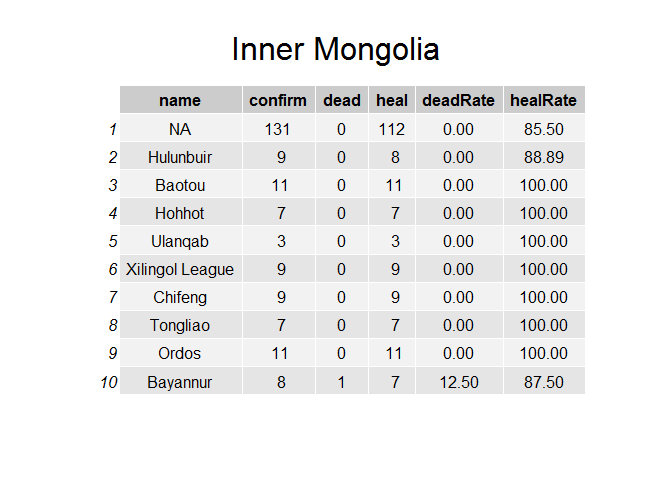 Inner Mongolia
name confirm dead heal deadRate healRate
1 NA 131 0 112 0.00 85.50
2 Hulunbuir 9 0 8 0.00 88.89
3 Baotou 11 0 11 0.00 100.00
4 Hohhot 7 0 7 0.00 100.00
5 Ulanqab 3 0 3 0.00 100.00
6 Xilingol League 9 0 9 0.00 100.00
7 Chifeng 9 0 9 0.00 100.00
8 Tongliao 7 0 7 0.00 100.00
9 Ordos 11 0 11 0.00 100.00
10 Bayannur 8 1 7 12.50 87.50